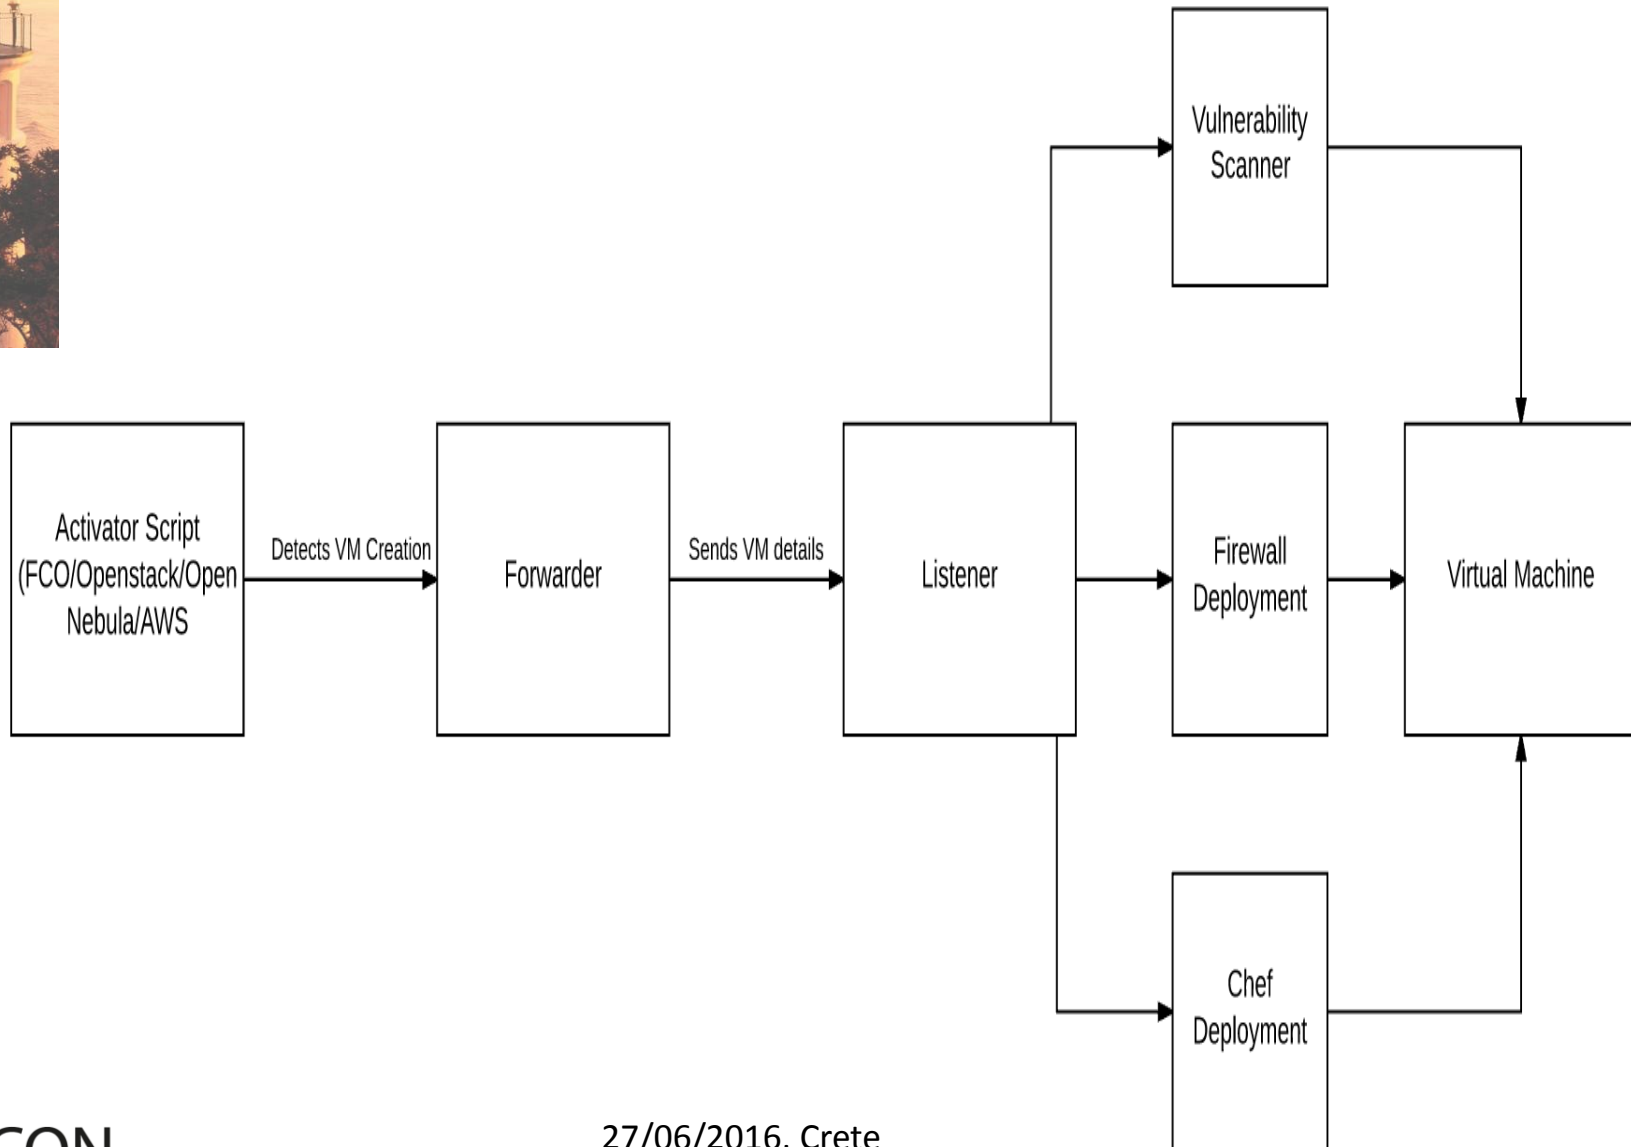 Vulnerability
Scanner
Activator Script
(FCO/Openstack/Open
Nebula/AWS
Detects VM Creation
Forwarder
Sends VM details
Listener
Firewall
Deployment
Virtual Machine
Chef
Deployment
27/06/2016, Crete